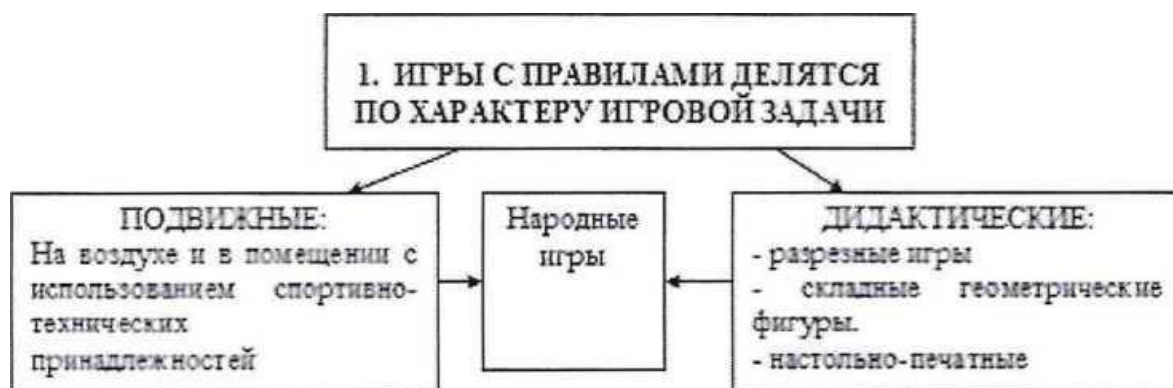 1. ИГРЫ С ПРАВИЛАМИ ДЕЛЯТСЯ
ПО ХАРАКТЕРУ ИГРОВОЙ ЗАДАЧИ
ПОДВИЖНЫЕ:
На воздухе и в помещении с
использованием спортивно-
технических
принадлежностей
Народные
игры
ДИДАКТИЧЕСКИЕ:
- разрезные игры
- складные геометрические
фигуры.
- настольно-печатные